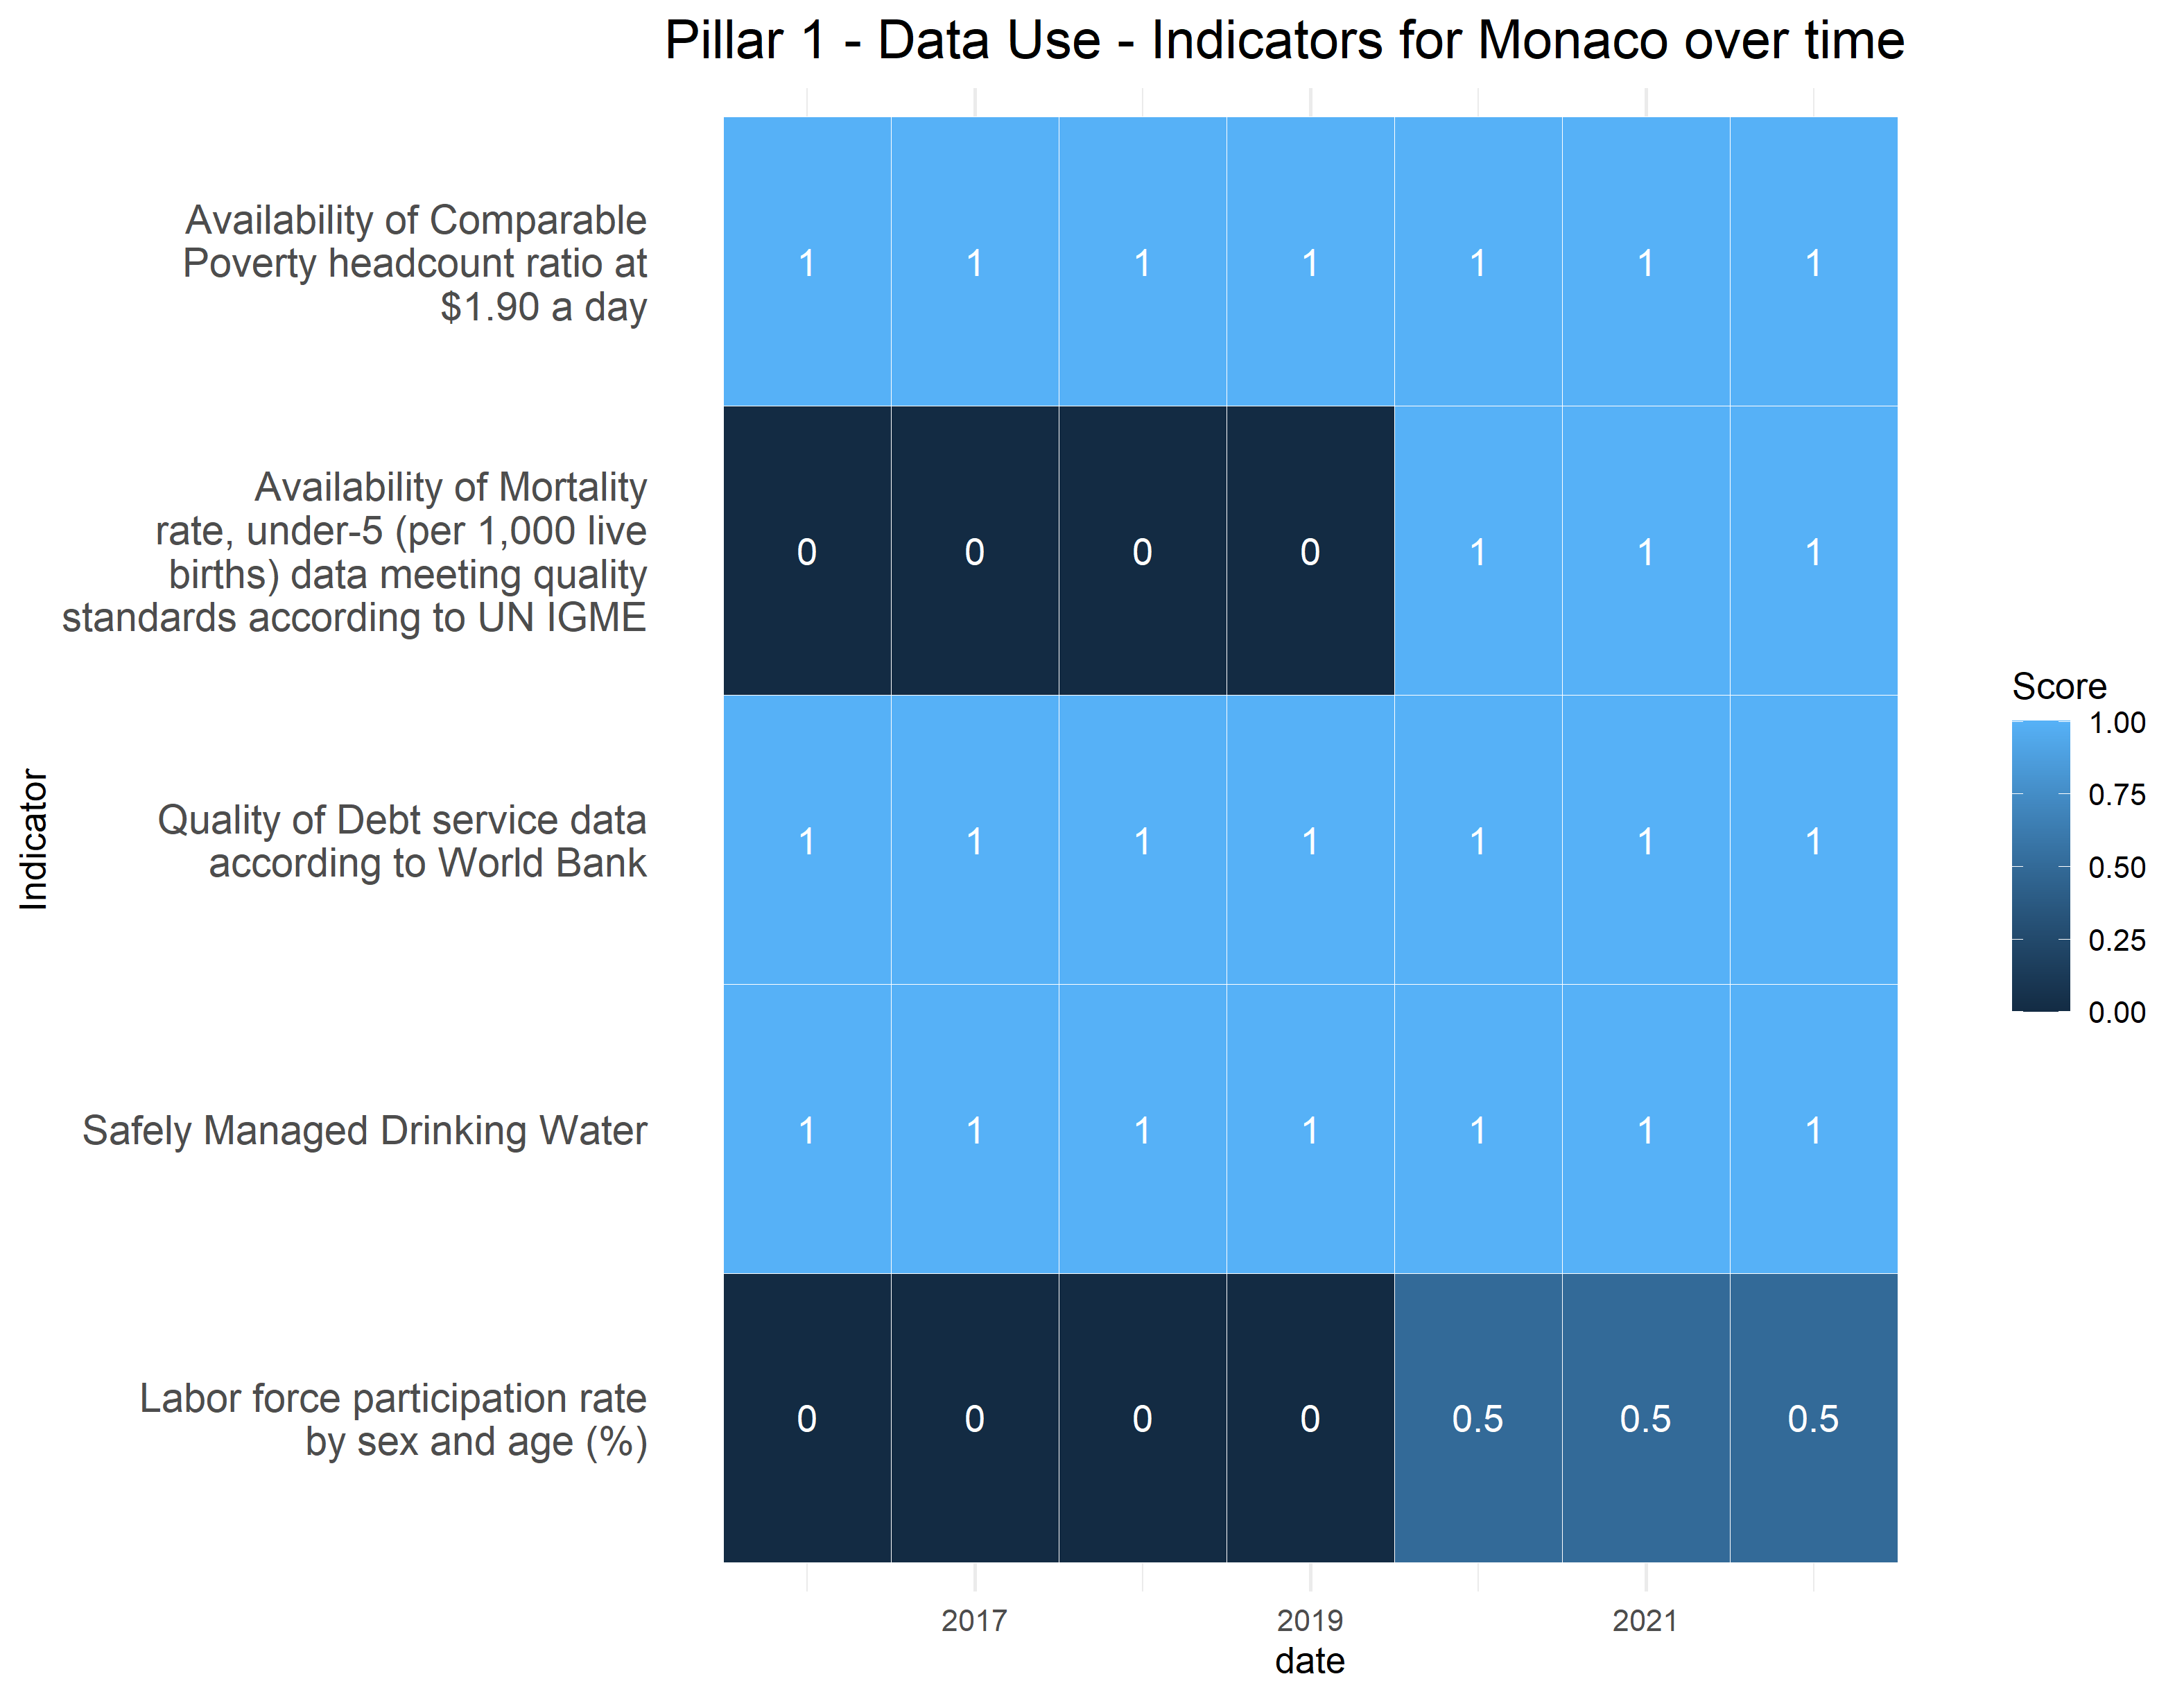 Pillar 1 - Data Use - Indicators for Monaco over time
Indicator
Availability of Comparable
Poverty headcount ratio at
$1.90 a day
1 1 1 1 1 1 1
Availability of Mortality
rate, under-5 (per 1,000 live
births) data meeting quality
standards according to UN IGME
0 0 0 0 1 1 1
Quality of Debt service data
according to World Bank
1 1 1 1 1 1 1
Safely Managed Drinking Water
1 1 1 1 1 1 1
Labor force participation rate
by sex and age (%)
0 0 0 0 0.5 0.5 0.5
2017 2019 2021
date
Score
1.00
0.75
0.50
0.25
0.00